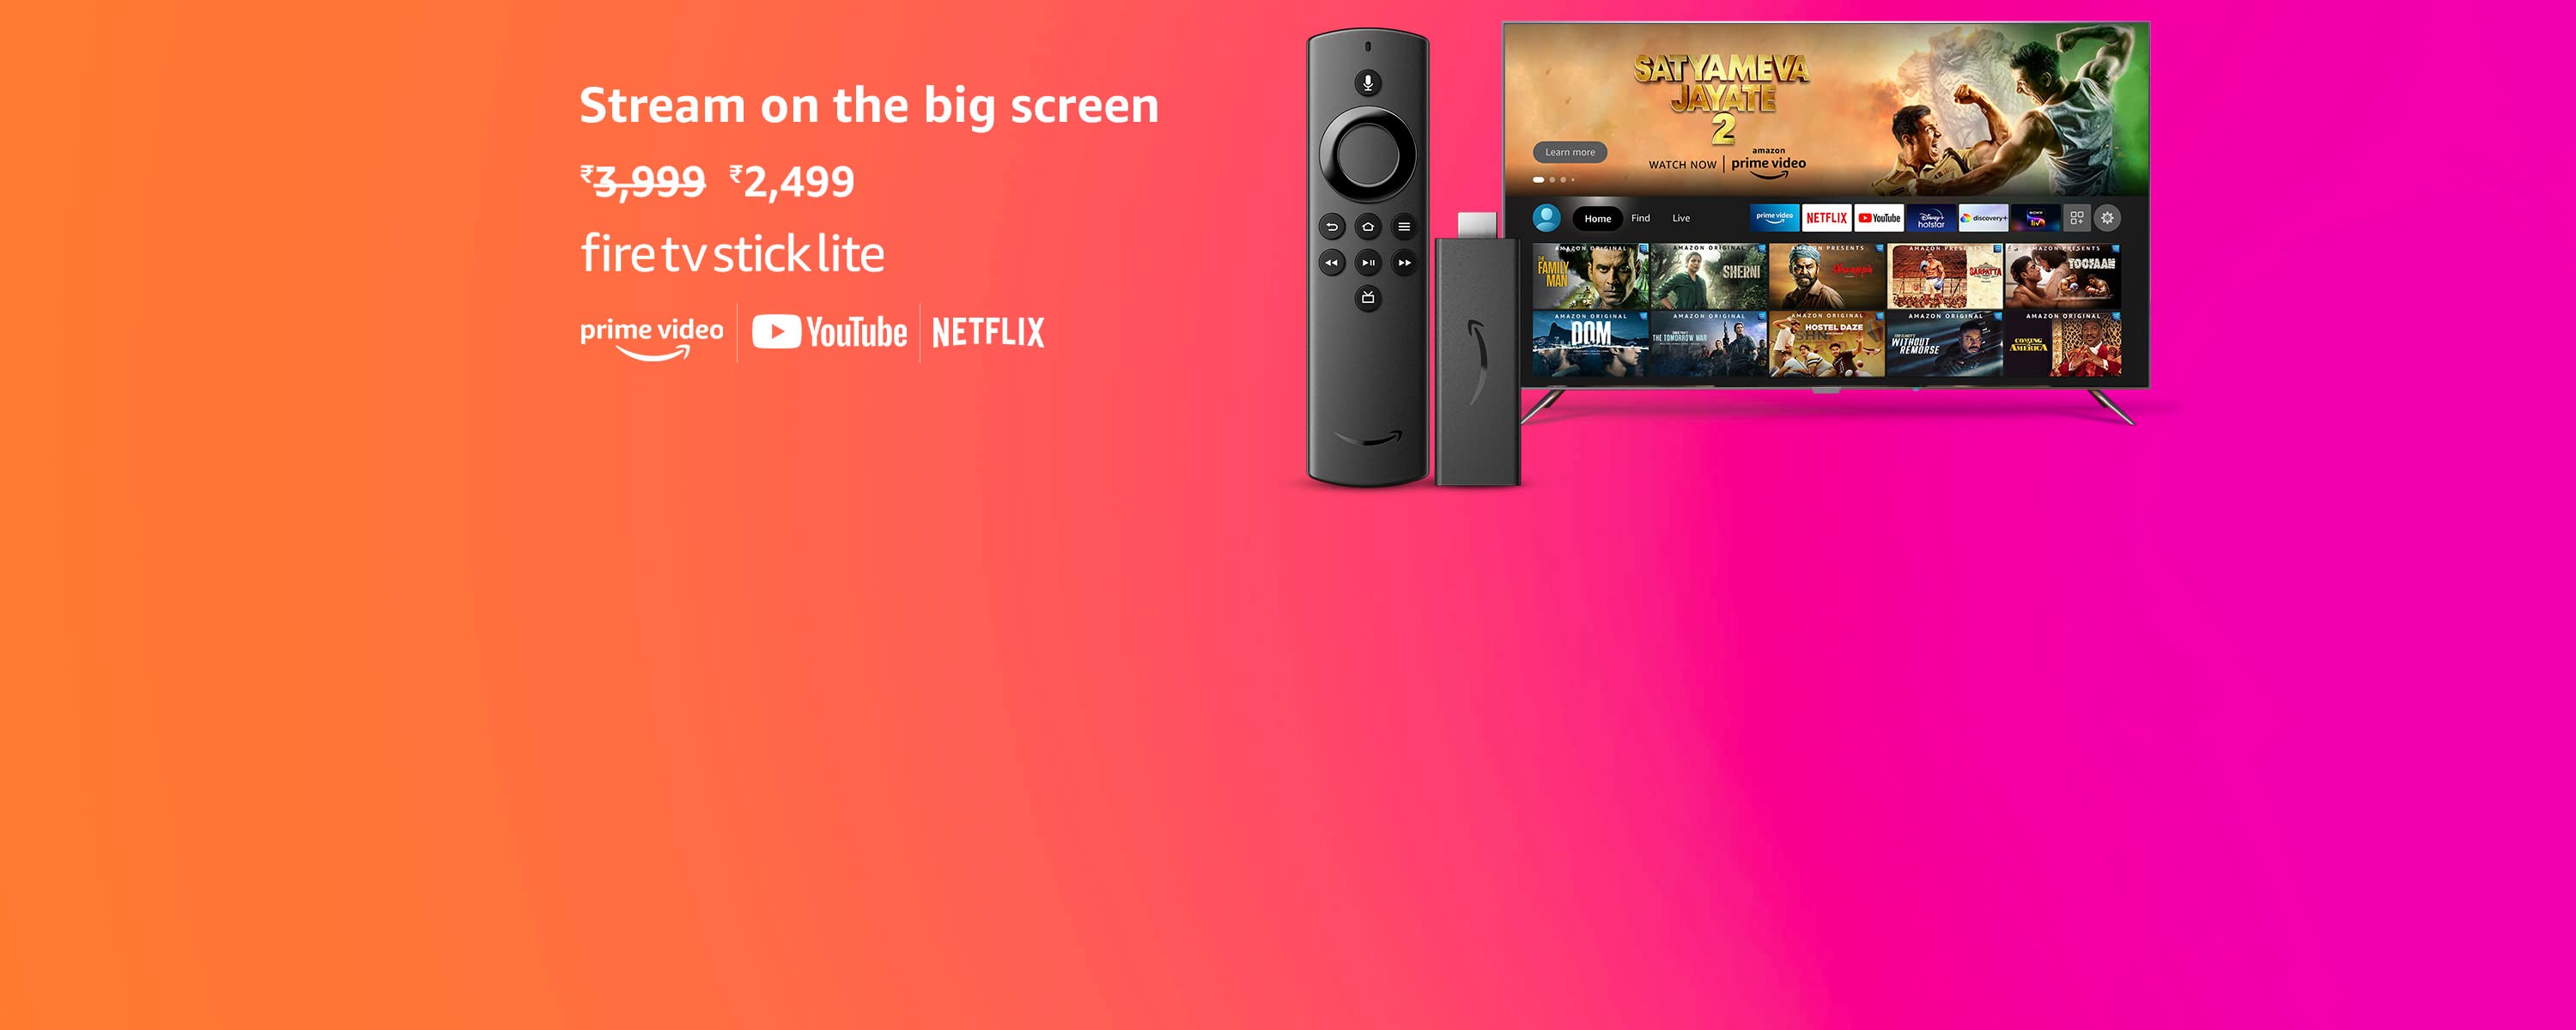 Stream on the big screen
₹3,999 ₹2,499
fire tv stick lite
prime video | YouTube | NETFLIX
SATYAMEVA
JAYATE
2
Learn more
WATCH NOW | amazon prime video
Home Find Live prime video NETFLIX YouTube Disney+ hotstar discovery+ SONY liv
AMAZON ORIGINAL AMAZON ORIGINAL AMAZON PRESENTS AMAZON PRESENTS AMAZON PRESENTS
THE FAMILY MAN SHERNI SARPATTA TOOFAAN
AMAZON ORIGINAL AMAZON ORIGINAL AMAZON ORIGINAL AMAZON ORIGINAL AMAZON ORIGINAL
DOM THE TOMORROW WAR HOSTEL DAZE WITHOUT REMORSE COMING 2 AMERICA